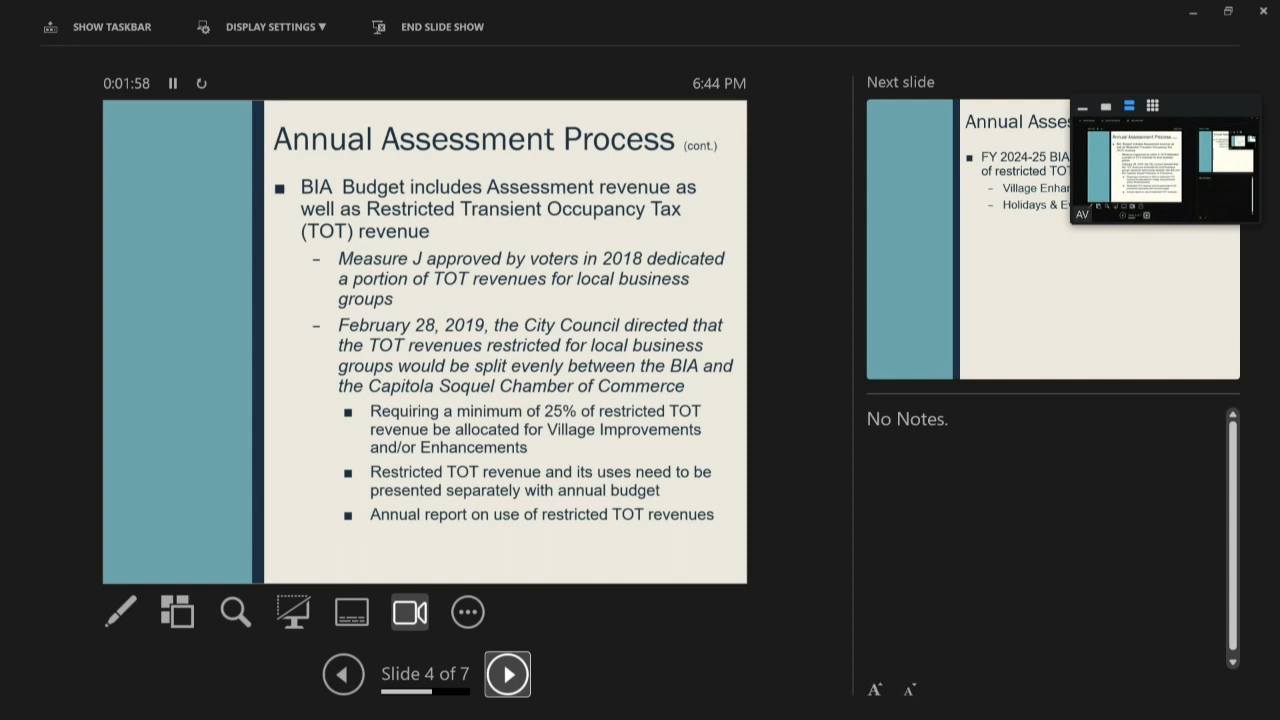 SHOW TASKBAR
DISPLAY SETTINGS ▼
END SLIDE SHOW
0:01:58
6:44 PM
Annual Assessment Process (cont.)
■ BIA Budget includes Assessment revenue as
well as Restricted Transient Occupancy Tax
(TOT) revenue
– Measure J approved by voters in 2018 dedicated
a portion of TOT revenues for local business
groups
– February 28, 2019, the City Council directed that
the TOT revenues restricted for local business
groups would be split evenly between the BIA and
the Capitola Soquel Chamber of Commerce
■ Requiring a minimum of 25% of restricted TOT
revenue be allocated for Village Improvements
and/or Enhancements
■ Restricted TOT revenue and its uses need to be
presented separately with annual budget
■ Annual report on use of restricted TOT revenues
Slide 4 of 7
Next slide
Annual Asses
■ FY 2024-25 BIA
of restricted TO
– Village Enhar
– Holidays & E
AV
Annual Assessment Process
No Notes.
A A